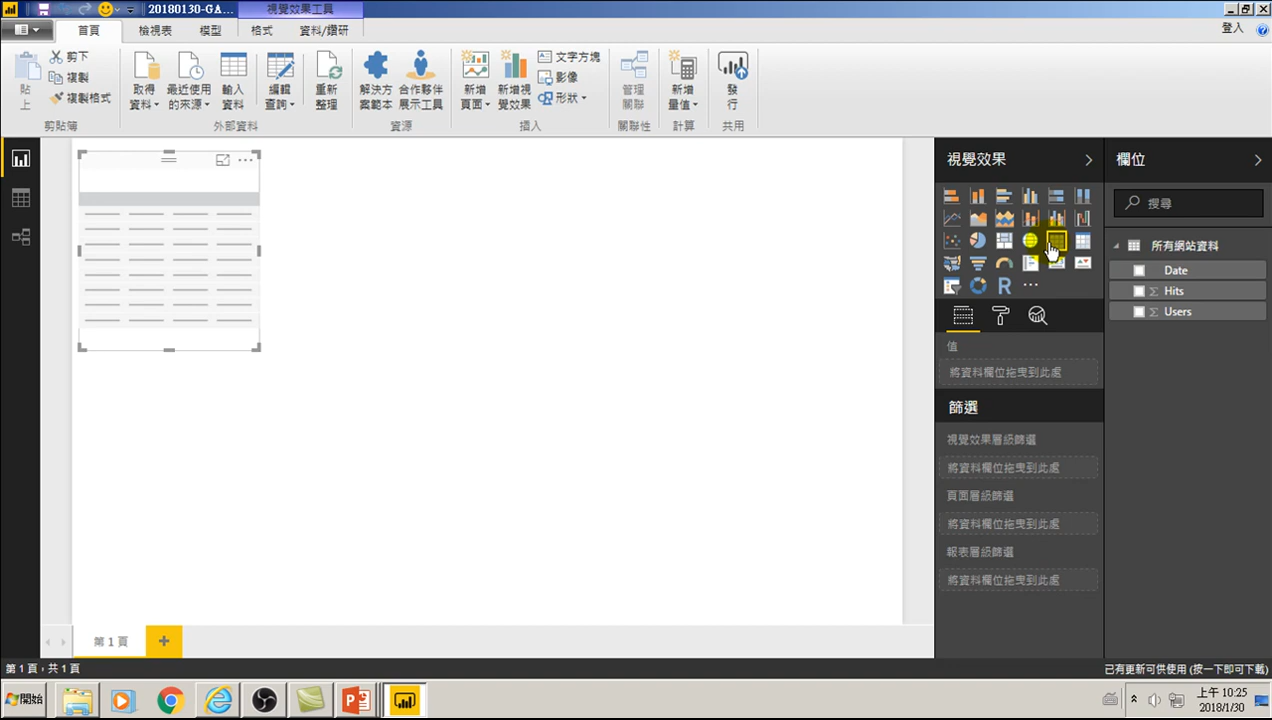 20180130-GA...
視覺效果工具
首頁
檢視表
模型
格式
資料/鑽研
登入
貼上
剪下
複製
複製格式
取得資料
最近使用的來源
輸入資料
編輯查詢
重新整理
解決方案範本
合作夥伴展示工具
新增頁面
新增視覺效果
文字方塊
影像
形狀
管理關聯
新增量值
發行
剪貼簿
外部資料
資源
插入
關聯性
計算
共用
視覺效果
欄位
搜尋
所有網站資料
Date
Σ Hits
Σ Users
R
值
將資料欄位拖曳到此處
篩選
視覺效果層級篩選
將資料欄位拖曳到此處
頁面層級篩選
將資料欄位拖曳到此處
報表層級篩選
將資料欄位拖曳到此處
第 1 頁
第 1 頁，共 1 頁
已有更新可供使用 (按一下即可下載)
開始
上午 10:25
2018/1/30